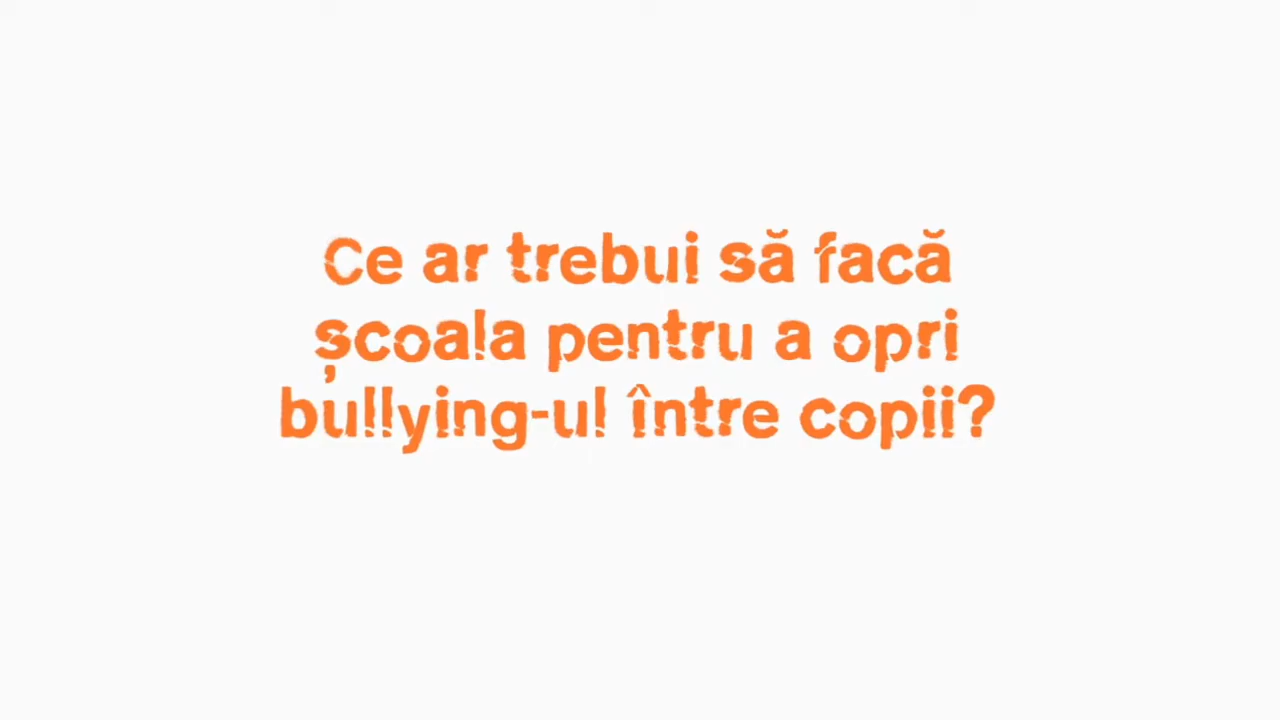 Ce ar trebui să facă
școala pentru a opri
bullying-ul între copii?